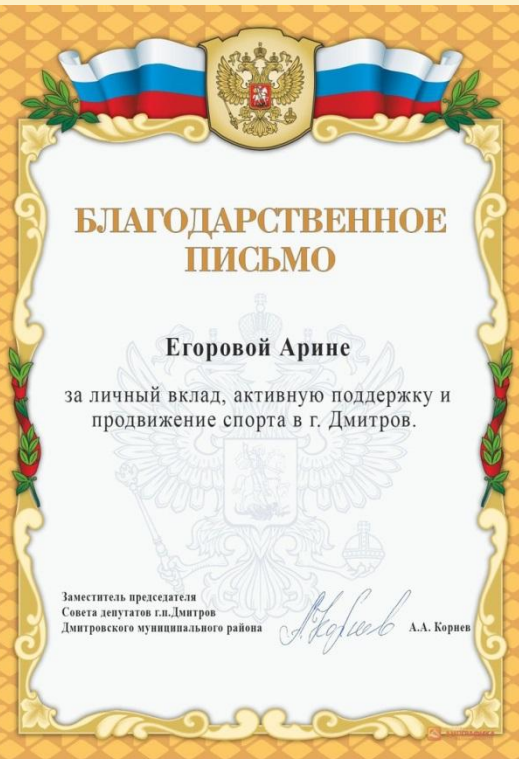 БЛАГОДАРСТВЕННОЕ
ПИСЬМО
Егоровой Арине
за личный вклад, активную поддержку и
продвижение спорта в г. Дмитров.
Заместитель председателя
Совета депутатов г.п.Дмитров
Дмитровского муниципального района
А.А. Корнев